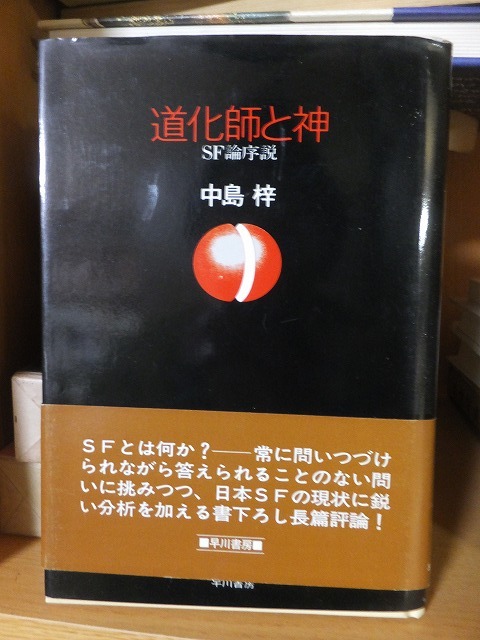 道化師と神
SF論序説
中島 梓
SFとは何か?――常に問いつづけ
られながら答えられることのない問
いに挑みつつ、日本SFの現状に鋭
い分析を加える書下ろし長篇評論!
■早川書房■
早川書房